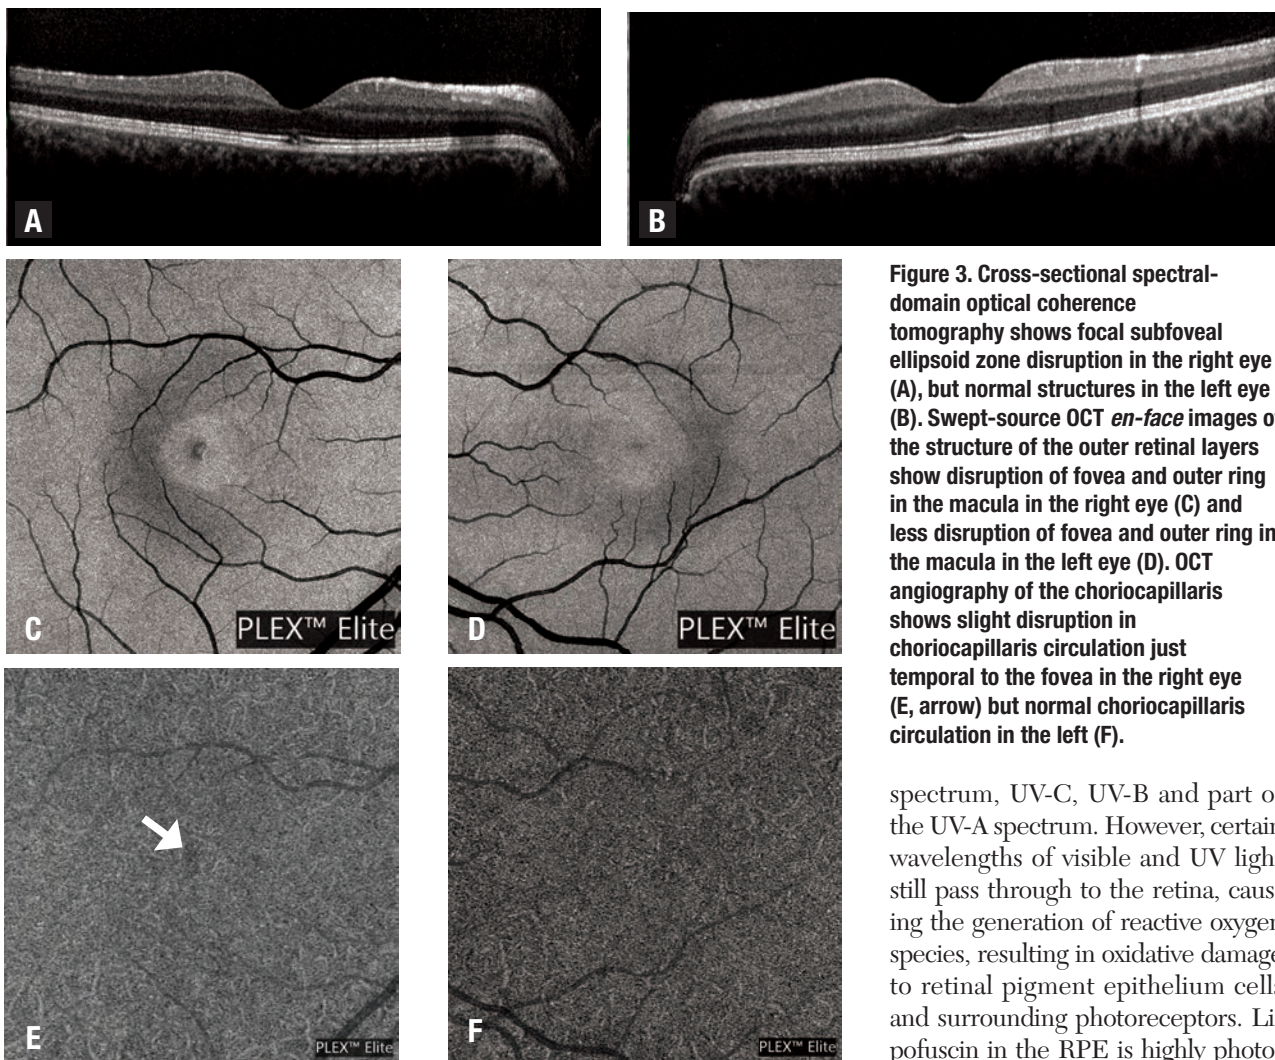 A
B
C
PLEX™ Elite
D
PLEX™ Elite
E
PLEX™ Elite
F
PLEX™ Elite
Figure 3. Cross-sectional spectral-
domain optical coherence
tomography shows focal subfoveal
ellipsoid zone disruption in the right eye
(A), but normal structures in the left eye
(B). Swept-source OCT en-face images o
the structure of the outer retinal layers
show disruption of fovea and outer ring
in the macula in the right eye (C) and
less disruption of fovea and outer ring in
the macula in the left eye (D). OCT
angiography of the choriocapillaris
shows slight disruption in
choriocapillaris circulation just
temporal to the fovea in the right eye
(E, arrow) but normal choriocapillaris
circulation in the left (F).
spectrum, UV-C, UV-B and part o
the UV-A spectrum. However, certain
wavelengths of visible and UV ligh
still pass through to the retina, caus
ing the generation of reactive oxygen
species, resulting in oxidative damage
to retinal pigment epithelium cells
and surrounding photoreceptors. Li
pofuscin in the RPE is highly photo